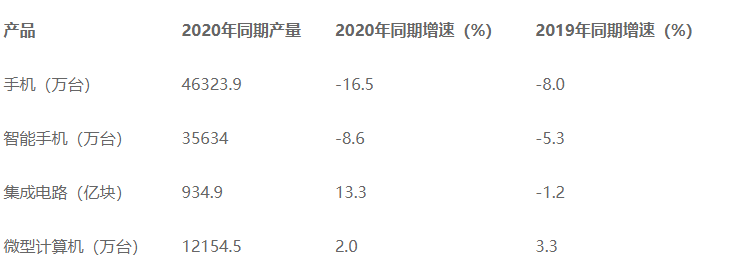 产品 2020年同期产量 2020年同期增速（%） 2019年同期增速（%）
手机（万台） 46323.9 -16.5 -8.0
智能手机（万台） 35634 -8.6 -5.3
集成电路（亿块） 934.9 13.3 -1.2
微型计算机（万台） 12154.5 2.0 3.3